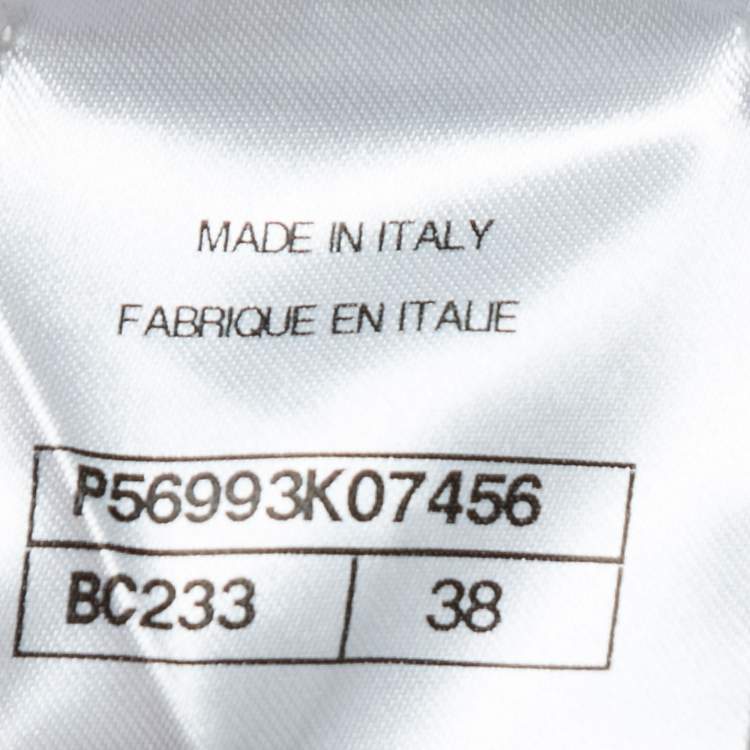 MADE IN ITALY
FABRIQUE EN ITALIE
P56993K07456
BC233 38